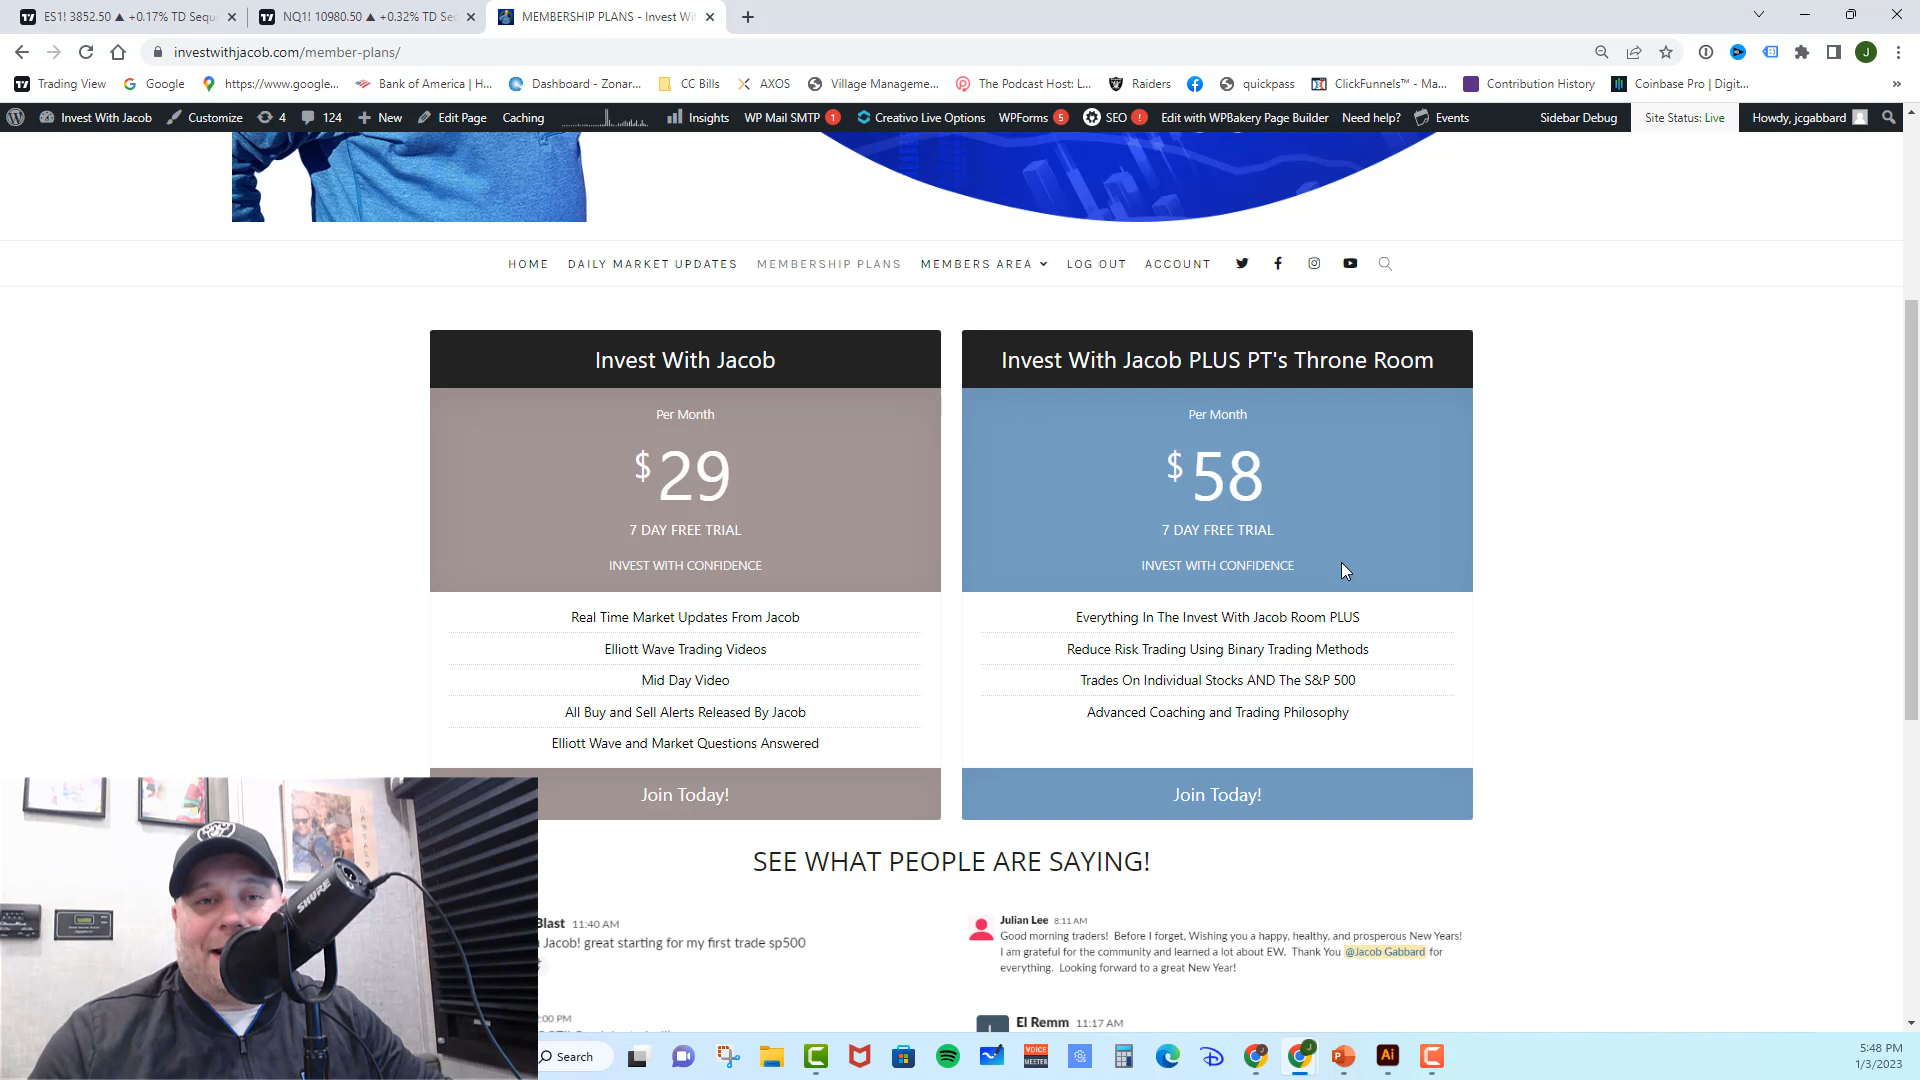 ES1! 3852.50 ▲ +0.17% TD Sequ
NQ1! 10980.50 ▲ +0.32% TD Sec
MEMBERSHIP PLANS - Invest Wit
investwithjacob.com/member-plans/
Trading View
Google
https://www.google...
Bank of America | H...
Dashboard - Zonar...
CC Bills
AXOS
Village Manageme...
The Podcast Host: L...
Raiders
quickpass
ClickFunnels™ - Ma...
Contribution History
Coinbase Pro | Digit...
Invest With Jacob
Customize
4
124
New
Edit Page
Caching
Insights
WP Mail SMTP 1
Creativo Live Options
WPForms 5
SEO !
Edit with WPBakery Page Builder
Need help?
Events
Sidebar Debug
Site Status: Live
Howdy, jcgabbard
HOME
DAILY MARKET UPDATES
MEMBERSHIP PLANS
MEMBERS AREA
LOG OUT
ACCOUNT
Invest With Jacob
Per Month
$29
7 DAY FREE TRIAL
INVEST WITH CONFIDENCE
Real Time Market Updates From Jacob
Elliott Wave Trading Videos
Mid Day Video
All Buy and Sell Alerts Released By Jacob
Elliott Wave and Market Questions Answered
Join Today!
Invest With Jacob PLUS PT's Throne Room
Per Month
$58
7 DAY FREE TRIAL
INVEST WITH CONFIDENCE
Everything In The Invest With Jacob Room PLUS
Reduce Risk Trading Using Binary Trading Methods
Trades On Individual Stocks AND The S&P 500
Advanced Coaching and Trading Philosophy
Join Today!
SEE WHAT PEOPLE ARE SAYING!
Blast 11:40 AM
Jacob! great starting for my first trade sp500
:00 PM
Julian Lee 8:11 AM
Good morning traders! Before I forget, Wishing you a happy, healthy, and prosperous New Years!
I am grateful for the community and learned a lot about EW. Thank You @Jacob Gabbard for
everything. Looking forward to a great New Year!
El Remm 11:17 AM
SHURE
Search
VOICE
MEETER
Ai
5:48 PM
1/3/2023